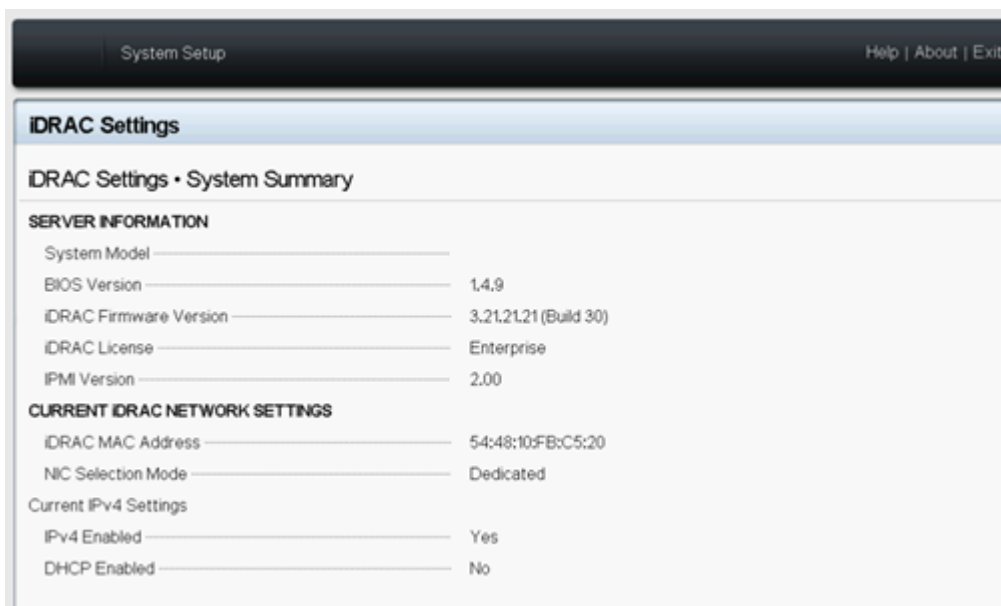 System Setup
Help | About | Exit
iDRAC Settings
iDRAC Settings • System Summary
SERVER INFORMATION
System Model
BIOS Version 1.4.9
iDRAC Firmware Version 3.21.21.21 (Build 30)
iDRAC License Enterprise
IPMI Version 2.00
CURRENT iDRAC NETWORK SETTINGS
iDRAC MAC Address 54:48:10:FB:C5:20
NIC Selection Mode Dedicated
Current IPv4 Settings
IPv4 Enabled Yes
DHCP Enabled No